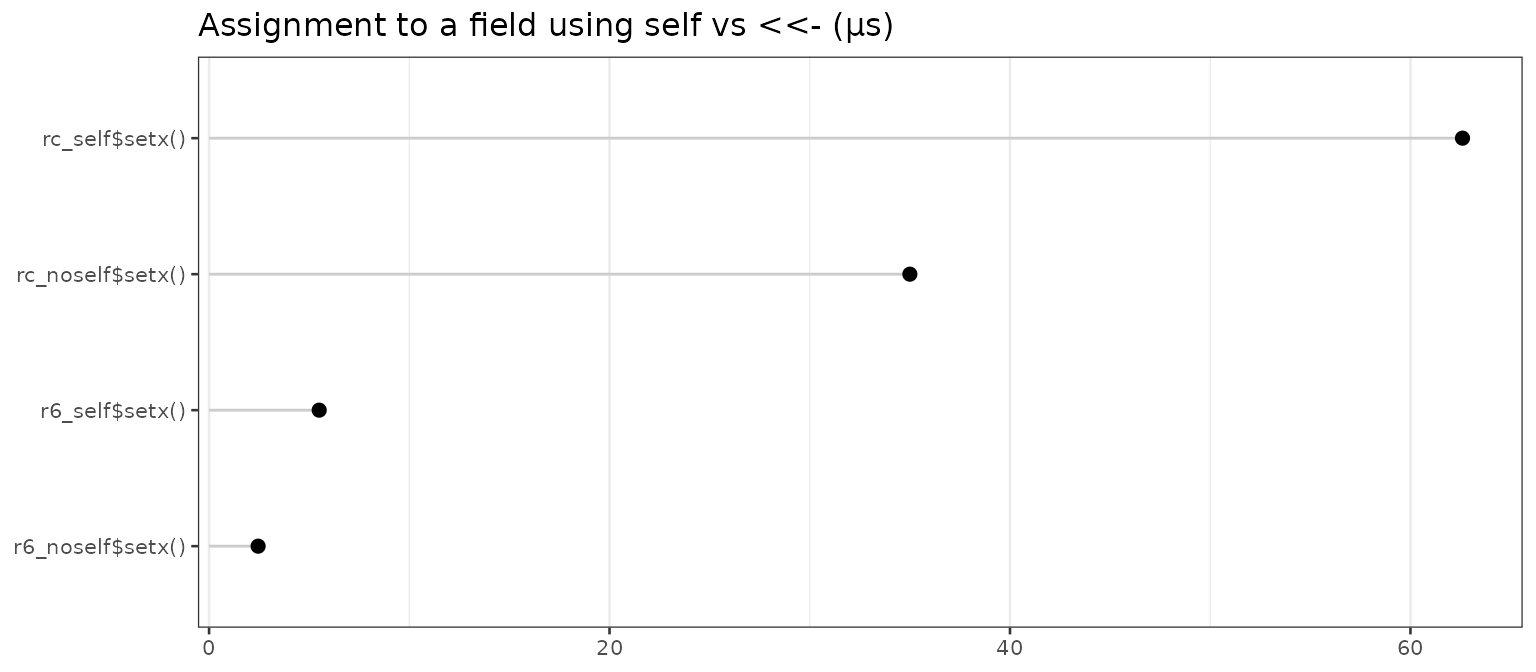 Assignment to a field using self vs <<- (µs)
rc_self$setx()
rc_noself$setx()
r6_self$setx()
r6_noself$setx()
0 20 40 60